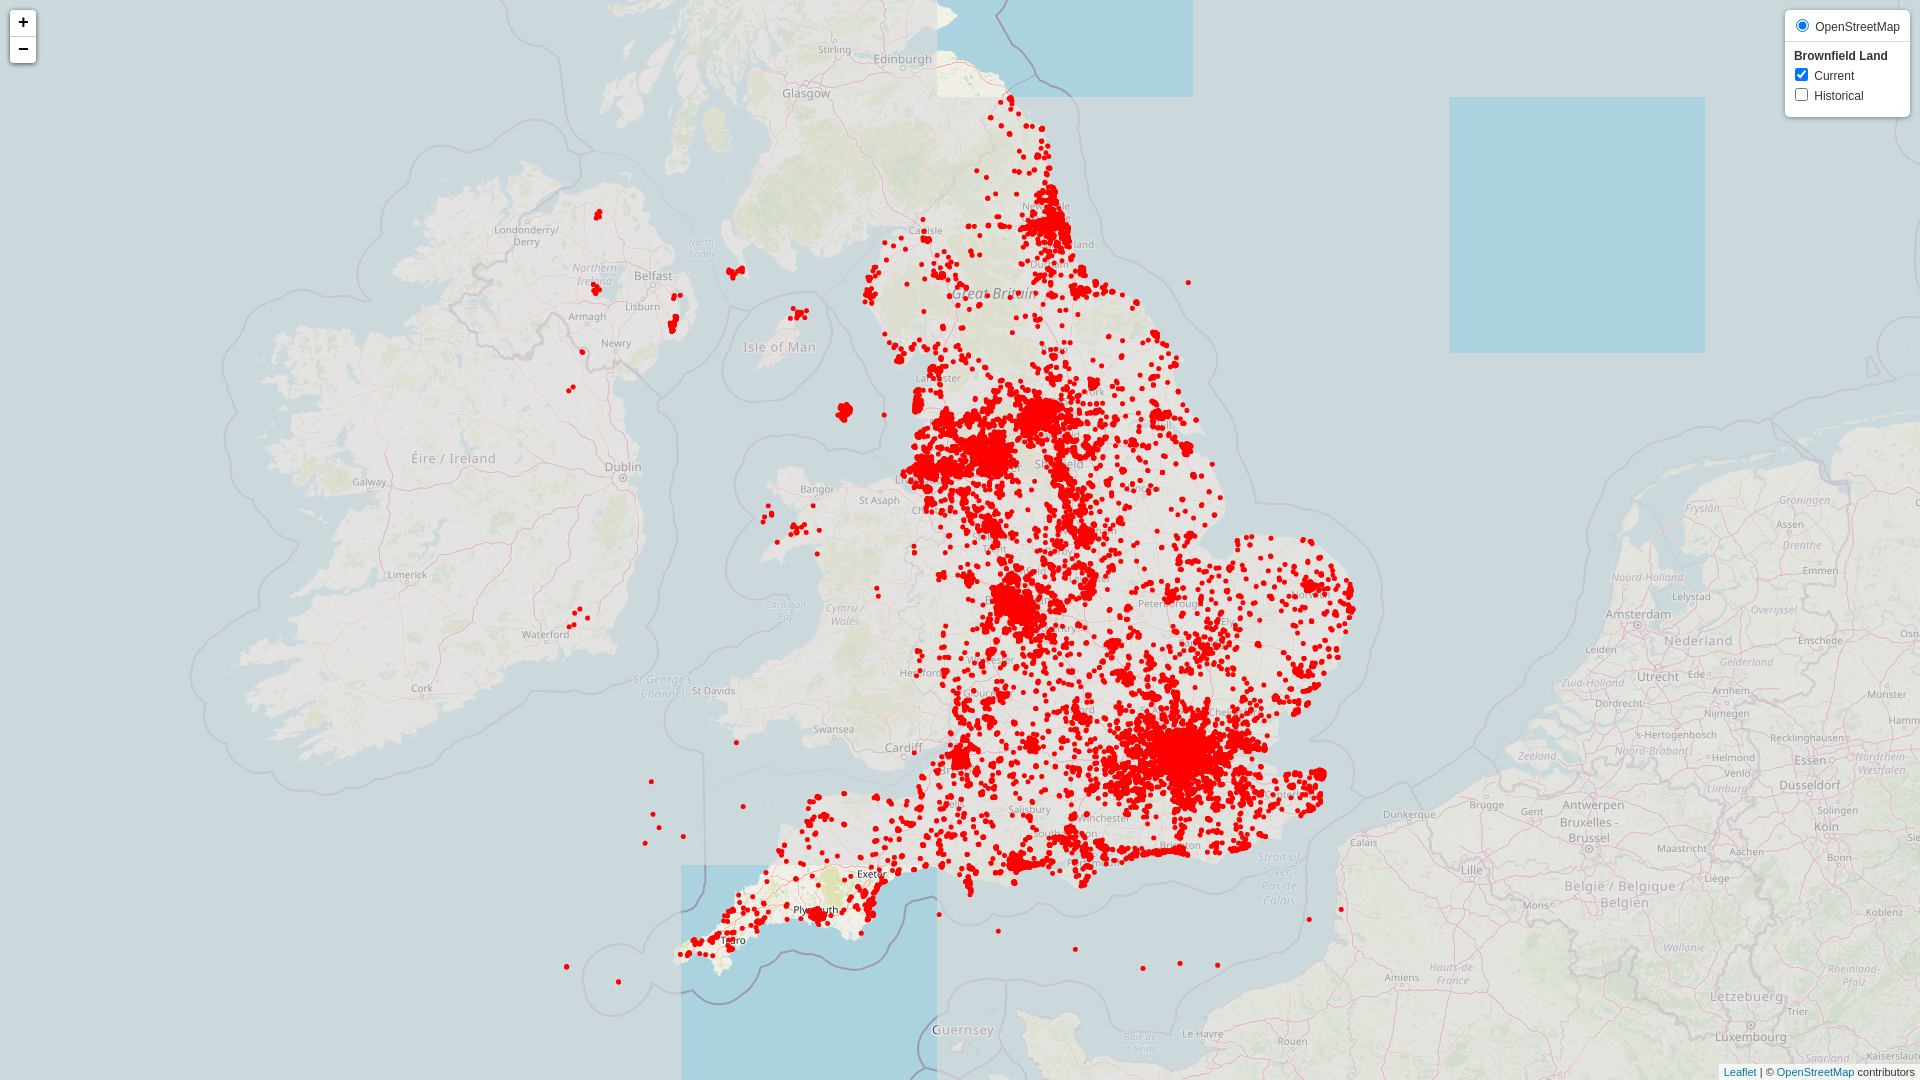 +
−
OpenStreetMap
Brownfield Land
Current
Historical
Stirling
Edinburgh
Glasgow
Londonderry/
Derry
North
Channel
Northern
Ireland
Belfast
Lisburn
Armagh
Newry
Carlisle
Great Britain
Isle of Man
Éire / Ireland
Dublin
Galway
Bangor
St Asaph
Limerick
Cork
Waterford
St George's
Channel
St Davids
Cardigan
Bay
Cymru /
Wales
Swansea
Cardiff
Peterborough
Salisbury
Winchester
Exeter
Plymouth
Truro
Guernsey
Strait of
Dover /
Pas de
Calais
Baie de
la Seine
Le Havre
Rouen
Amiens
Hauts-de-
France
Calais
Dunkerque
Lille
Brugge
Gent
Antwerpen
Bruxelles -
Brussel
België / Belgique /
Belgien
Mons
Wallonie
Liège
Maastricht
Aachen
Zeeland
Zuid-Holland
Leiden
Amsterdam
Noord-Holland
Lelystad
Fryslân
Groningen
Assen
Drenthe
Emmen
Overijssel
Nederland
Enschede
Gelderland
Utrecht
Ede
Arnhem
Nijmegen
Dordrecht
's-Hertogenbosch
Noord-Brabant
Helmond
Venlo
Limburg
Recklinghausen
Essen
Düsseldorf
Solingen
Köln
Bonn
Koblenz
Nordrhein-
Westfalen
Rheinland-
Pfalz
Lëtzebuerg
Trier
Luxembourg
Saarland
Kaiserslaute
Münster
Leaflet | © OpenStreetMap contributors